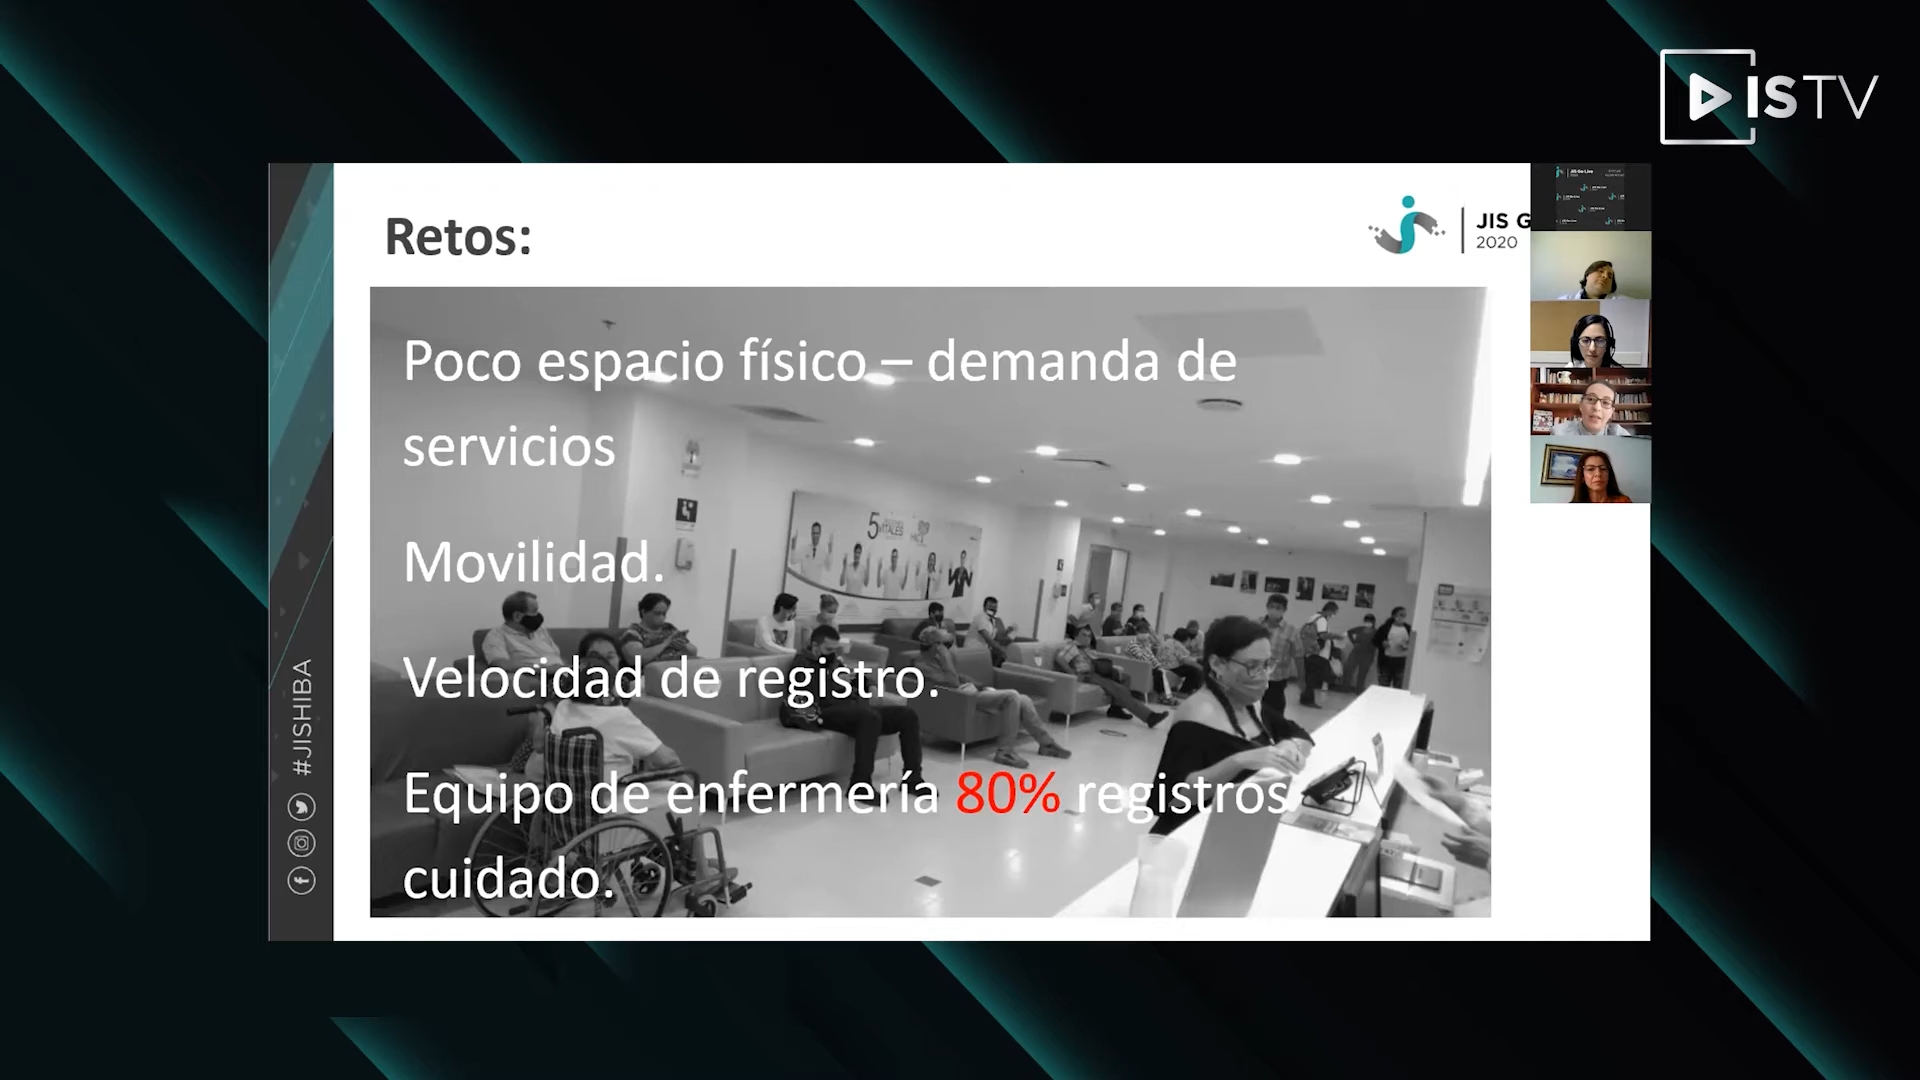 ISTV
Retos:
JIS G
2020
Poco espacio físico – demanda de
servicios
Movilidad.
Velocidad de registro.
Equipo de enfermería 80% registros
cuidado.
#JISHIBA